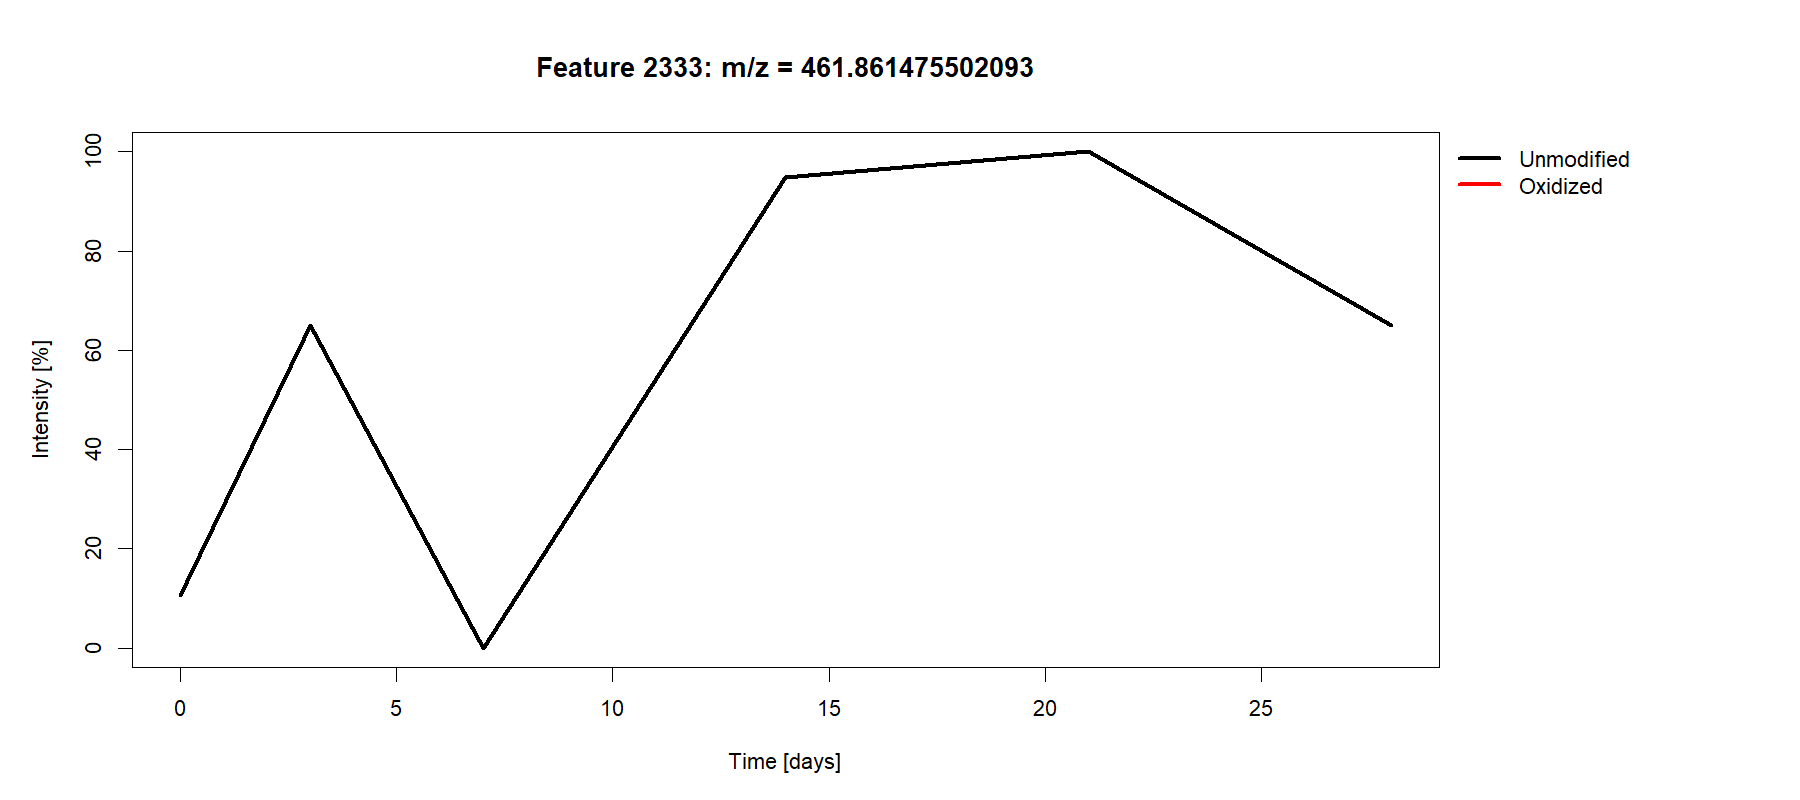 Feature 2333: m/z = 461.861475502093
Unmodified
Oxidized
Intensity [%]
100
80
60
40
20
0
0 5 10 15 20 25
Time [days]